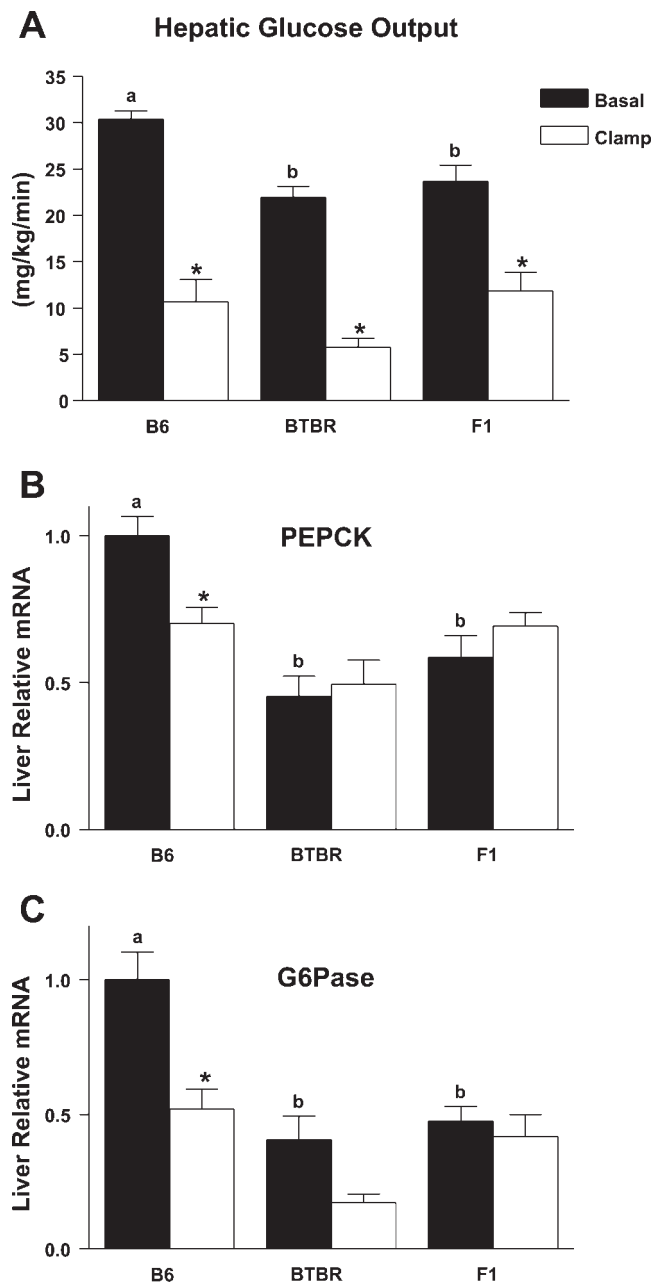 A
Hepatic Glucose Output
(mg/kg/min)
35
30
25
20
15
10
5
0
a
*
b
*
b
*
Basal
Clamp
B6
BTBR
F1
B
PEPCK
Liver Relative mRNA
1.0
0.5
0.0
a
*
b
b
B6
BTBR
F1
C
G6Pase
Liver Relative mRNA
1.0
0.5
0.0
a
*
b
b
B6
BTBR
F1